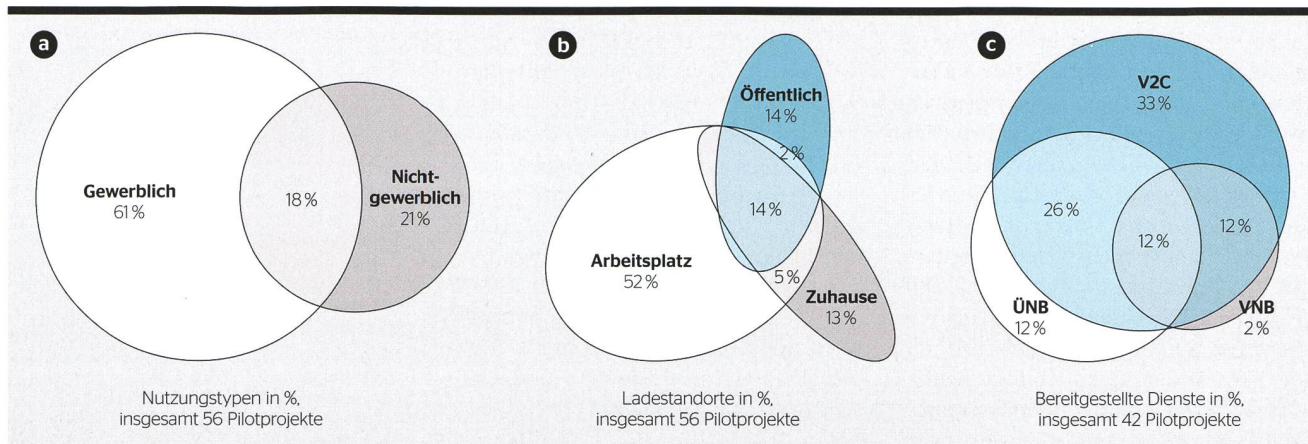 a
Gewerblich
61 %
18 %
Nicht-
gewerblich
21 %
Nutzungstypen in %,
insgesamt 56 Pilotprojekte
b
Öffentlich
14 %
2 %
14 %
Arbeitsplatz
52 %
5 %
Zuhause
13 %
Ladestandorte in %,
insgesamt 56 Pilotprojekte
c
V2C
33 %
26 %
12 %
12 %
ÜNB
12 %
VNB
2 %
Bereitgestellte Dienste in %,
insgesamt 42 Pilotprojekte